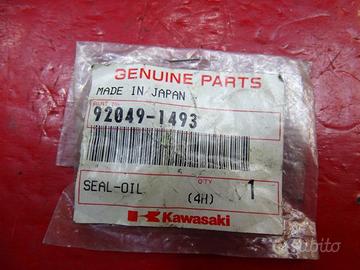 GENUINE PARTS
MADE IN JAPAN
PART NO.
92049-1493
SEAL-OIL
QTY
1
(4H)
Kawasaki
subito